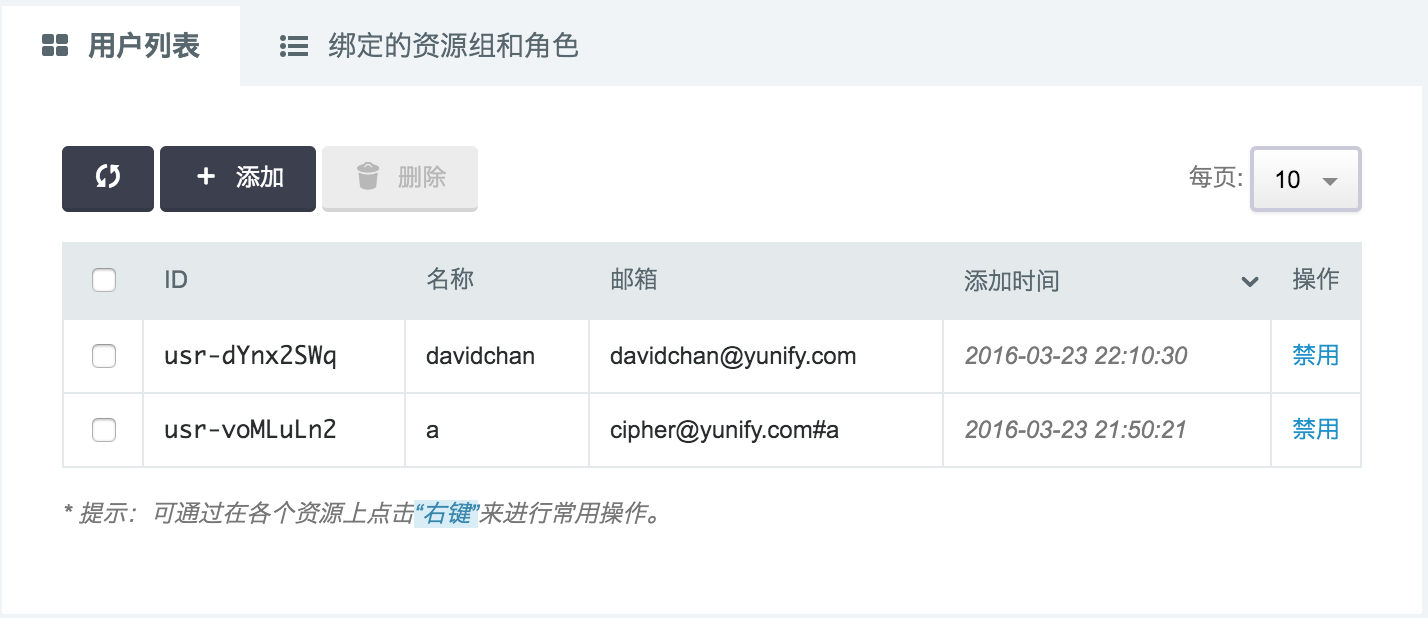 用户列表 绑定的资源组和角色
添加 删除 每页: 10
ID 名称 邮箱 添加时间 操作
usr-dYnx2SWq davidchan davidchan@yunify.com 2016-03-23 22:10:30 禁用
usr-voMLuLn2 a cipher@yunify.com#a 2016-03-23 21:50:21 禁用
* 提示：可通过在各个资源上点击“右键”来进行常用操作。